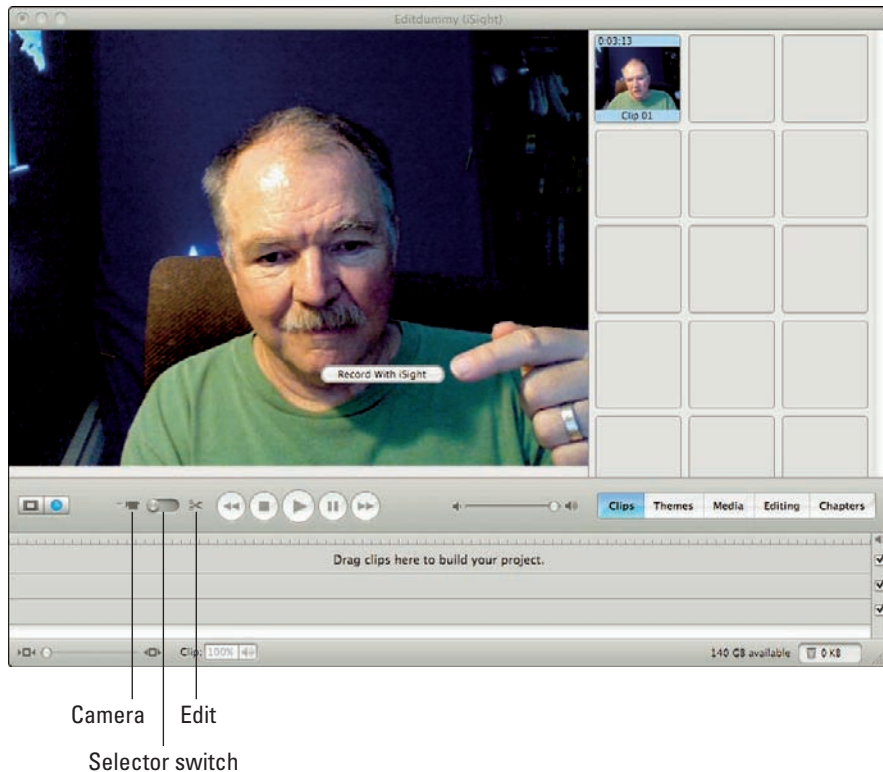 Editdummy (iSight)
0:03:13
Clip 01
Record With iSight
Clips Themes Media Editing Chapters
Drag clips here to build your project.
Clip: 100%
140 GB available 0 KB
Camera Edit
Selector switch